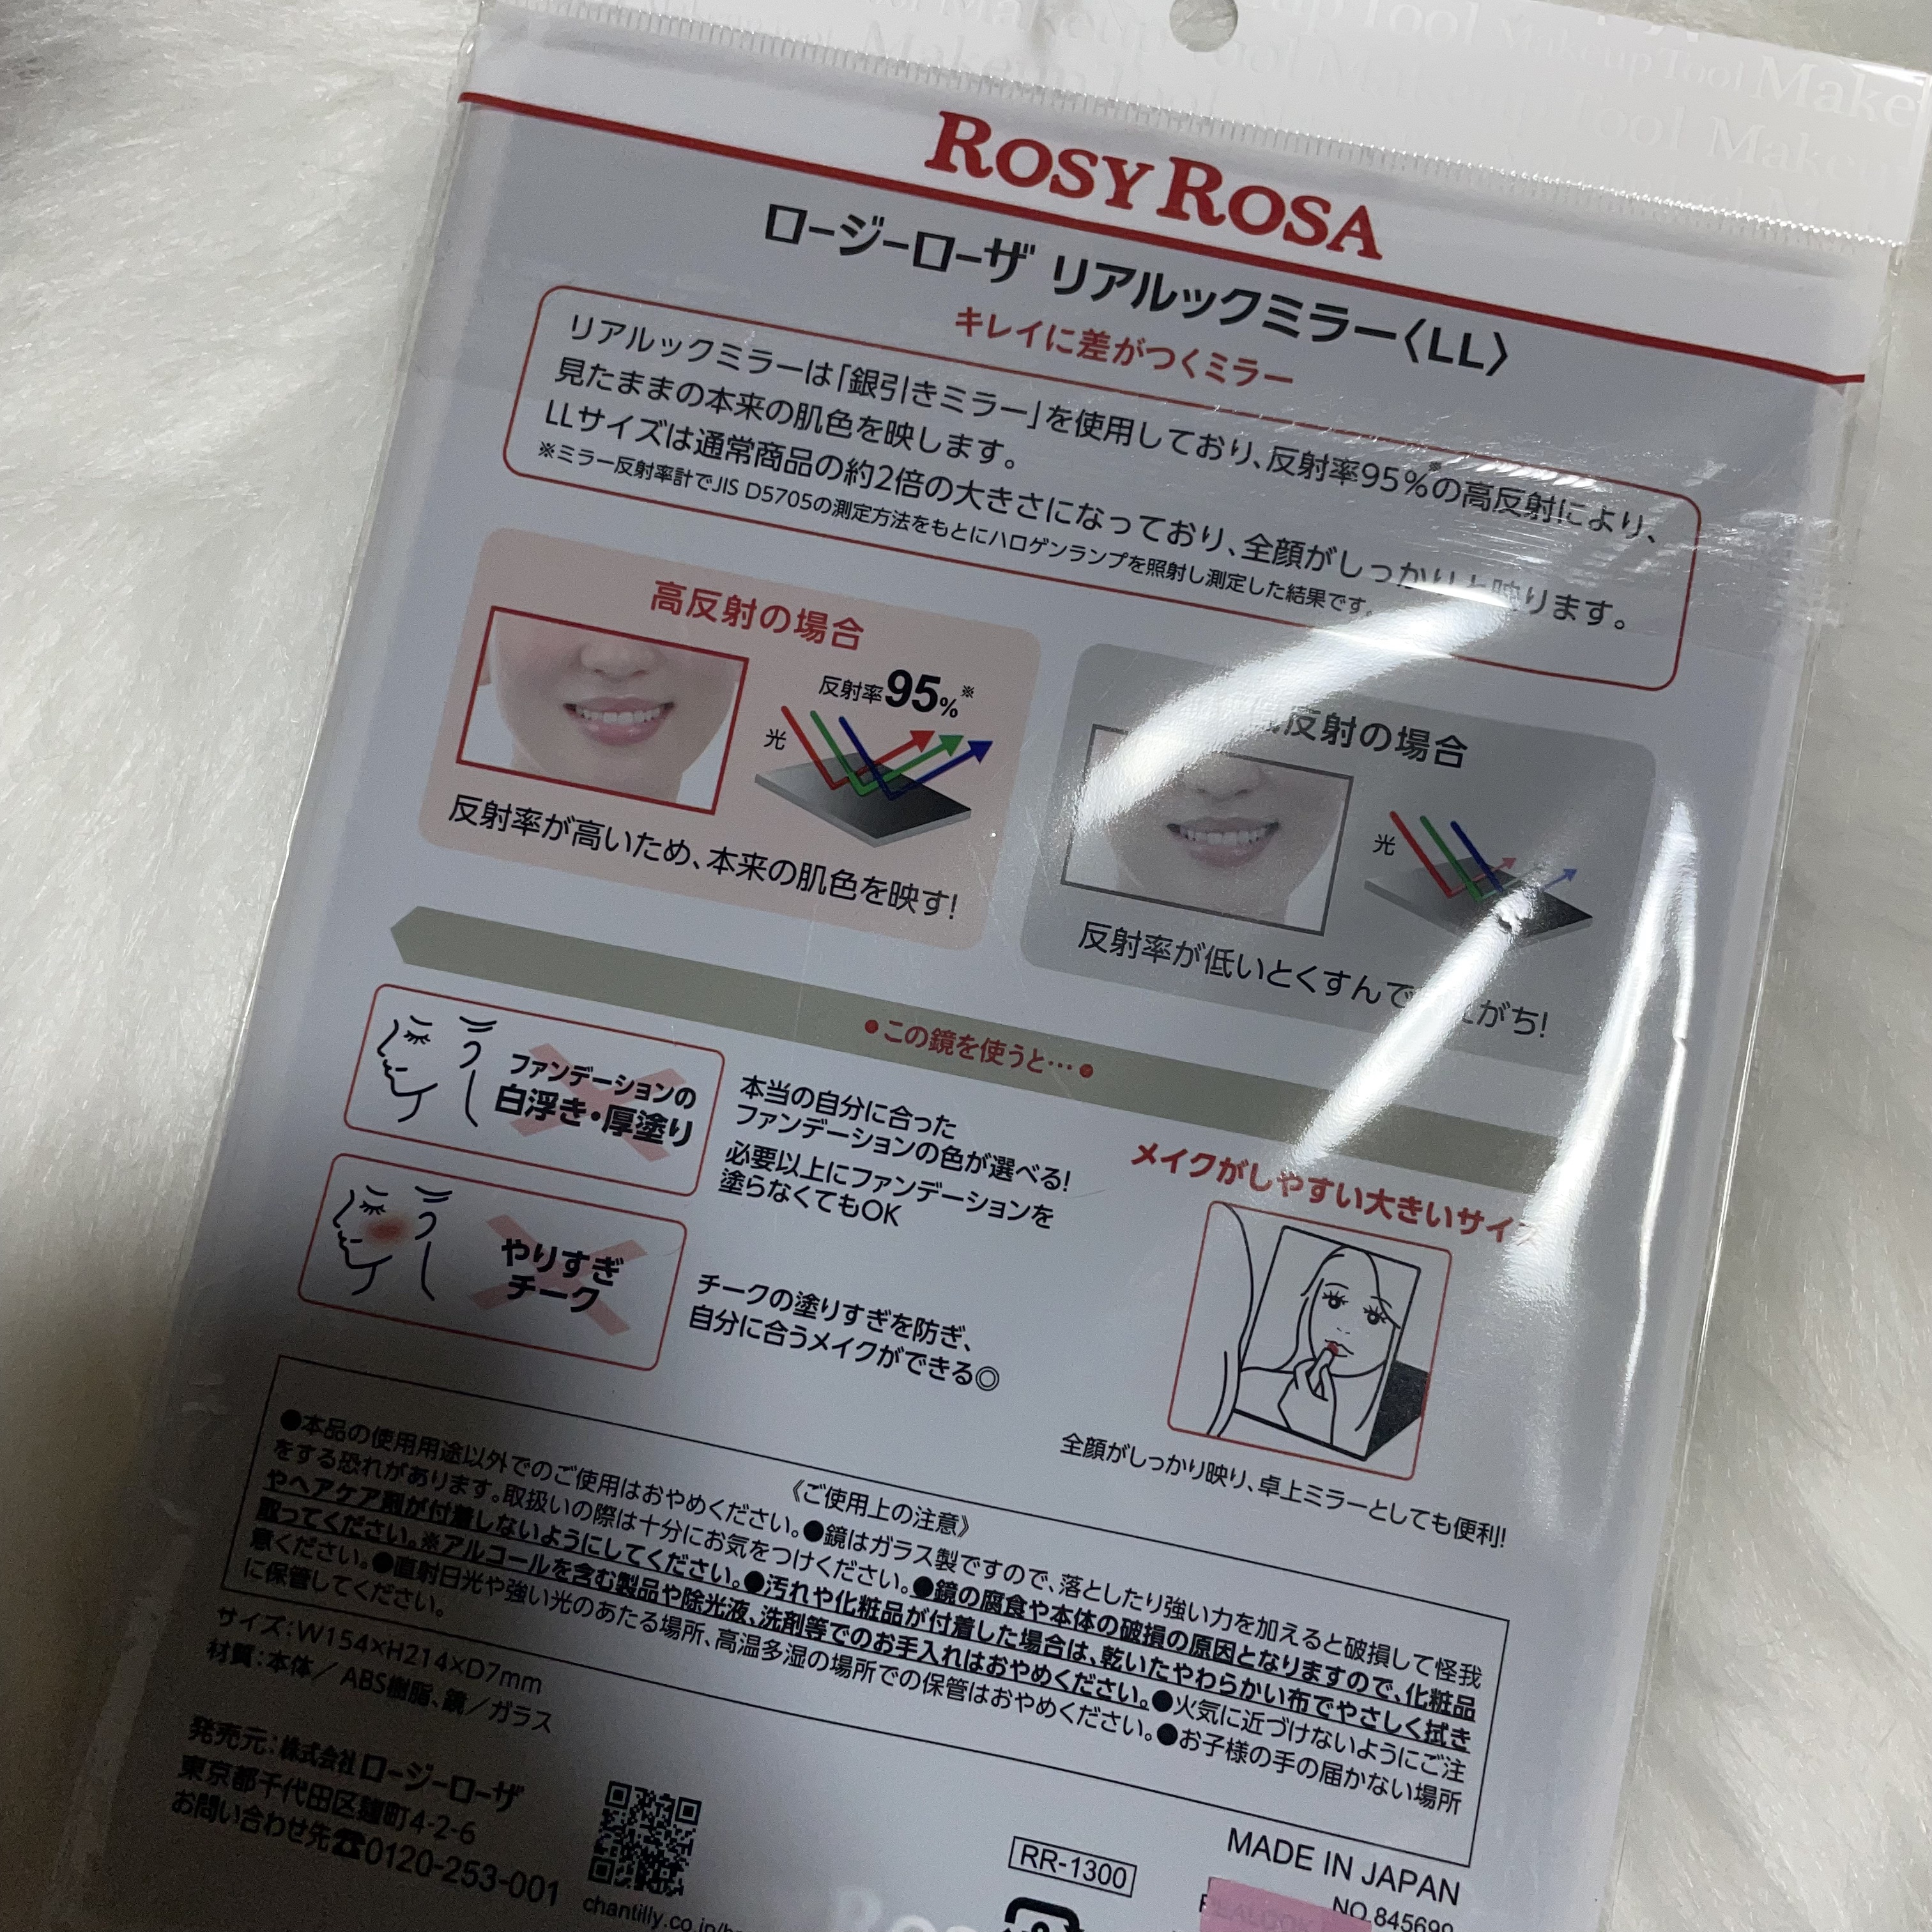 Makeup Tool Makeup Tool Make
ROSY ROSA
ロージーローザ リアルックミラー〈LL〉
キレイに差がつくミラー
リアルックミラーは「銀引きミラー」を使用しており、反射率95%※の高反射により、
見たままの本来の肌色を映します。
LLサイズは通常商品の約2倍の大きさになっており、全顔がしっかりと映ります。
※ミラー反射率計でJIS D5705の測定方法をもとにハロゲンランプを照射し測定した結果です。
高反射の場合
反射率95%※
光
反射率が高いため、本来の肌色を映す!
反射の場合
光
反射率が低いとくすんで がち!
●この鏡を使うと…●
ファンデーションの
白浮き・厚塗り
本当の自分に合った
ファンデーションの色が選べる!
必要以上にファンデーションを
塗らなくてもOK
やりすぎ
チーク
チークの塗りすぎを防ぎ、
自分に合うメイクができる◎
メイクがしやすい大きいサイズ
全顔がしっかり映り、卓上ミラーとしても便利!
《ご使用上の注意》
●本品の使用用途以外でのご使用はおやめください。●鏡はガラス製ですので、落としたり強い力を加えると破損して怪我
をする恐れがあります。取扱いの際は十分にお気をつけください。●鏡の腐食や本体の破損の原因となりますので、化粧品
やヘアケア剤が付着しないようにしてください。●汚れや化粧品が付着した場合は、乾いたやわらかい布でやさしく拭き
取ってください。※アルコールを含む製品や除光液、洗剤等でのお手入れはおやめください。●火気に近づけないようにご注
意ください。●直射日光や強い光のあたる場所、高温多湿の場所での保管はおやめください。●お子様の手の届かない場所
に保管してください。
サイズ:W154×H214×D7mm
材質:本体/ABS樹脂、鏡/ガラス
発売元:株式会社ロージーローザ
東京都千代田区麹町4-2-6
お問い合わせ先☎0120-253-001
chantilly.co.jp/
RR-1300
MADE IN JAPAN
NO.845690